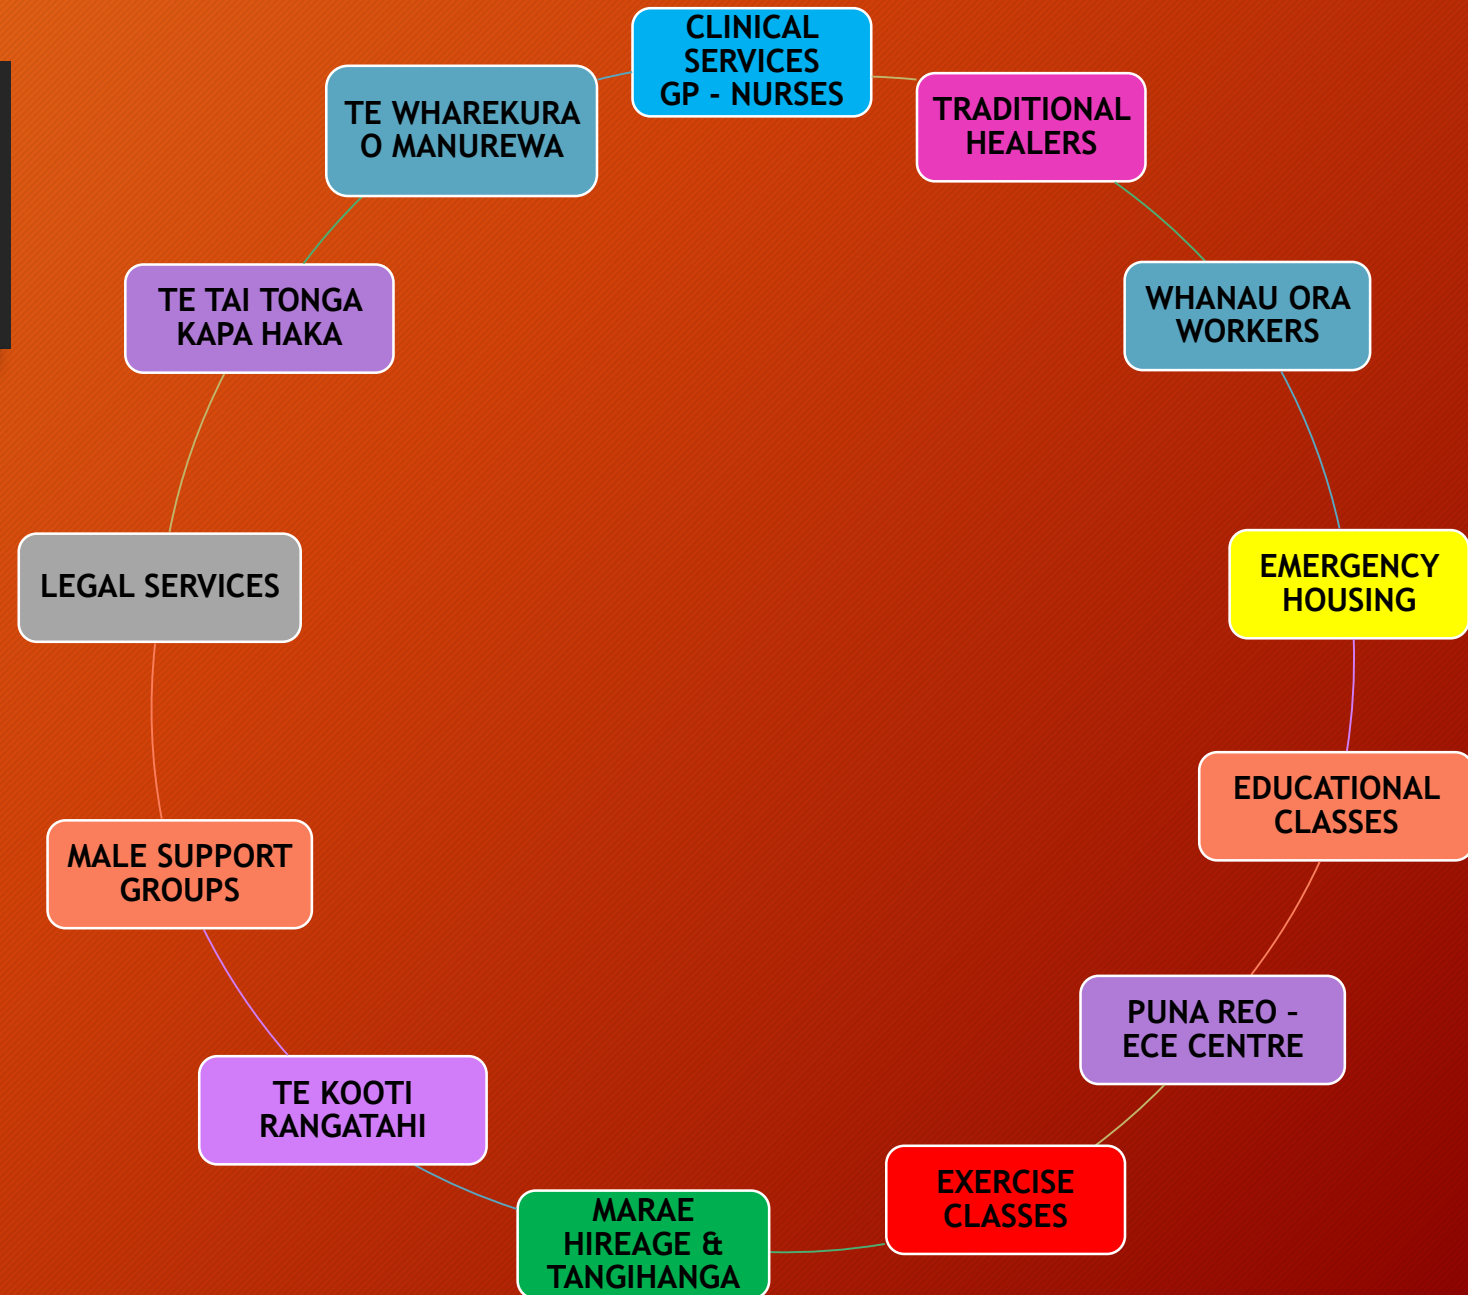 CLINICAL
SERVICES
GP - NURSES
TRADITIONAL
HEALERS
WHANAU ORA
WORKERS
EMERGENCY
HOUSING
EDUCATIONAL
CLASSES
PUNA REO –
ECE CENTRE
EXERCISE
CLASSES
MARAE
HIREAGE &
TANGIHANGA
TE KOOTI
RANGATAHI
MALE SUPPORT
GROUPS
LEGAL SERVICES
TE TAI TONGA
KAPA HAKA
TE WHAREKURA
O MANUREWA